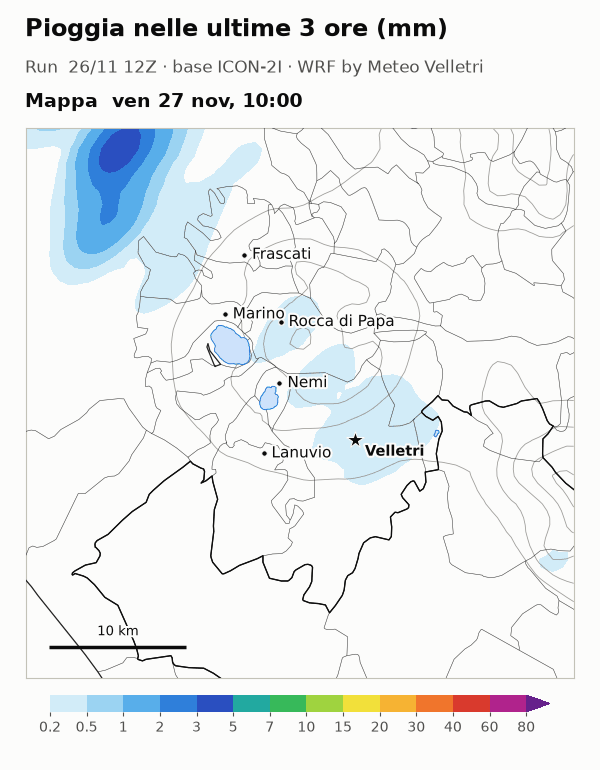 Pioggia nelle ultime 3 ore (mm)
Run 26/11 12Z · base ICON-2I · WRF by Meteo Velletri
Mappa ven 27 nov, 10:00
Frascati
Marino
Rocca di Papa
Nemi
Velletri
Lanuvio
10 km
0.2 0.5 1 2 3 5 7 10 15 20 30 40 60 80